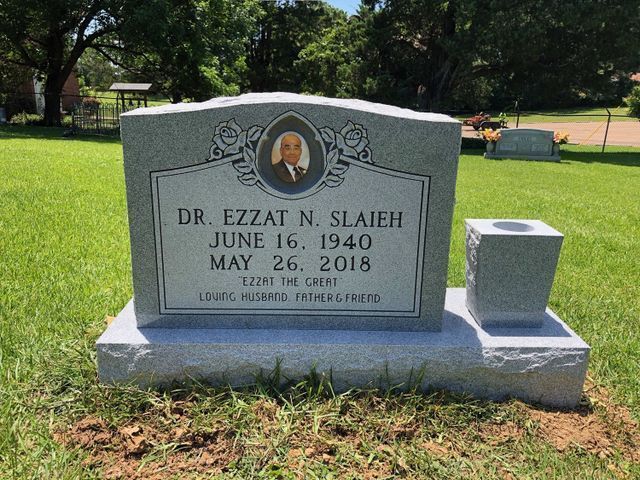 DR. EZZAT N. SLAIEH
JUNE 16, 1940
MAY 26, 2018
"EZZAT THE GREAT"
LOVING HUSBAND, FATHER & FRIEND